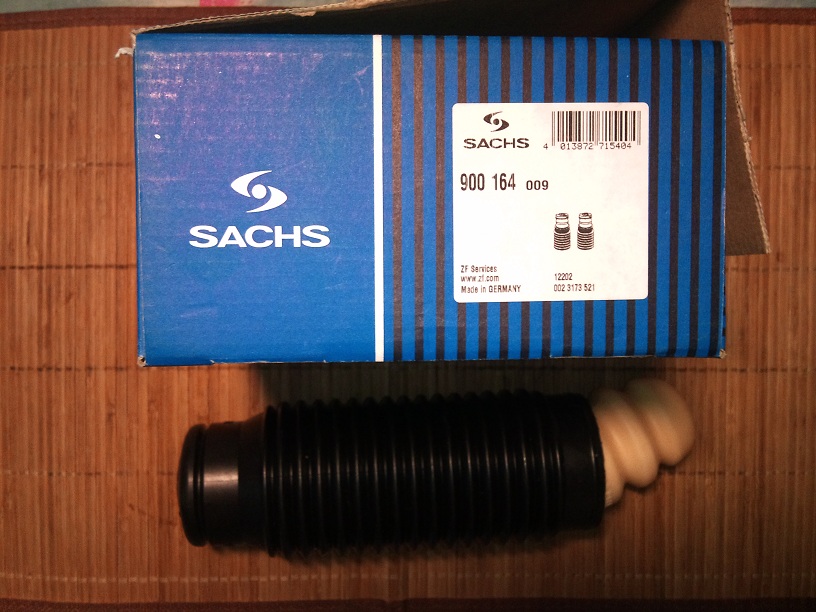 SACHS
SACHS
4 013872 715404
900 164 009
ZF Services
www.zf.com
Made in GERMANY
12202
002 3173 521